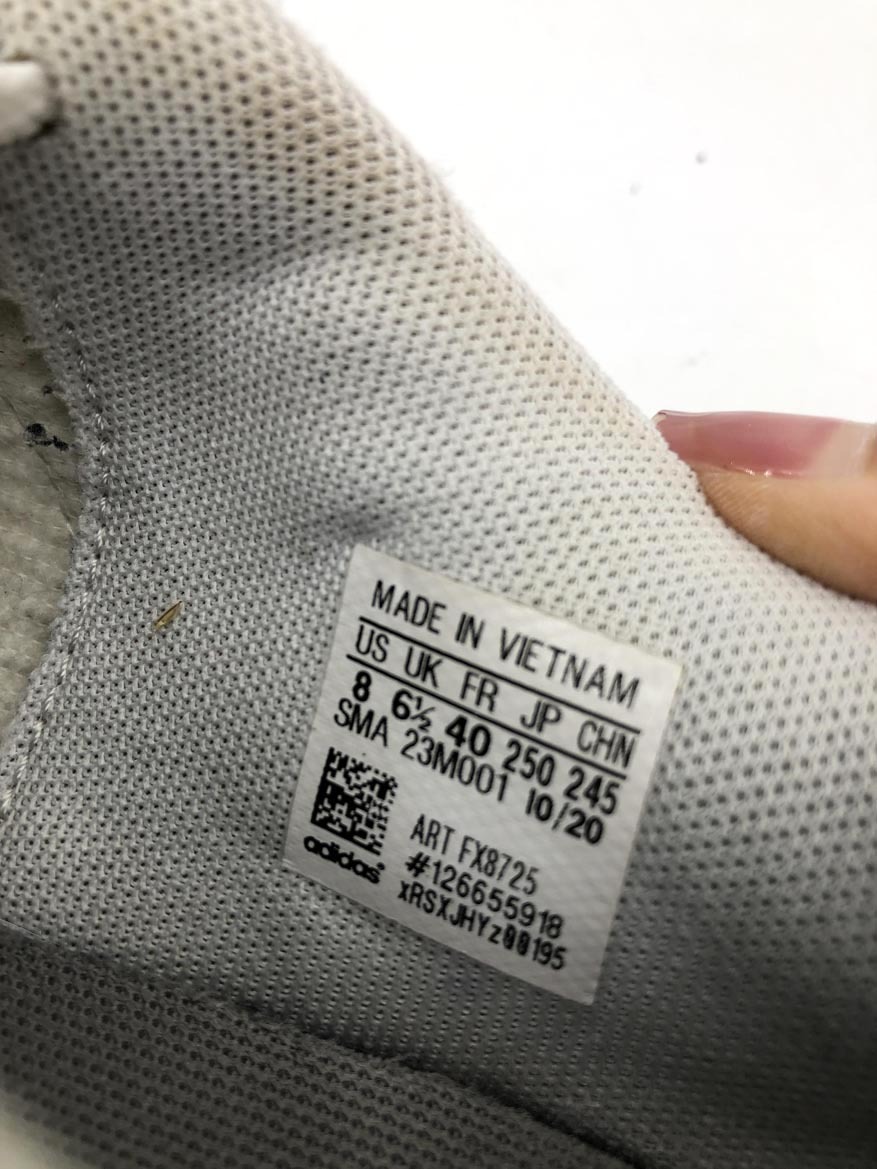 MADE IN VIETNAM
US UK FR JP CHN
8 6½ 40 250 245
SMA 23M001 10/20
ART FX8725
#126655918
xRSXJHYz00195
adidas